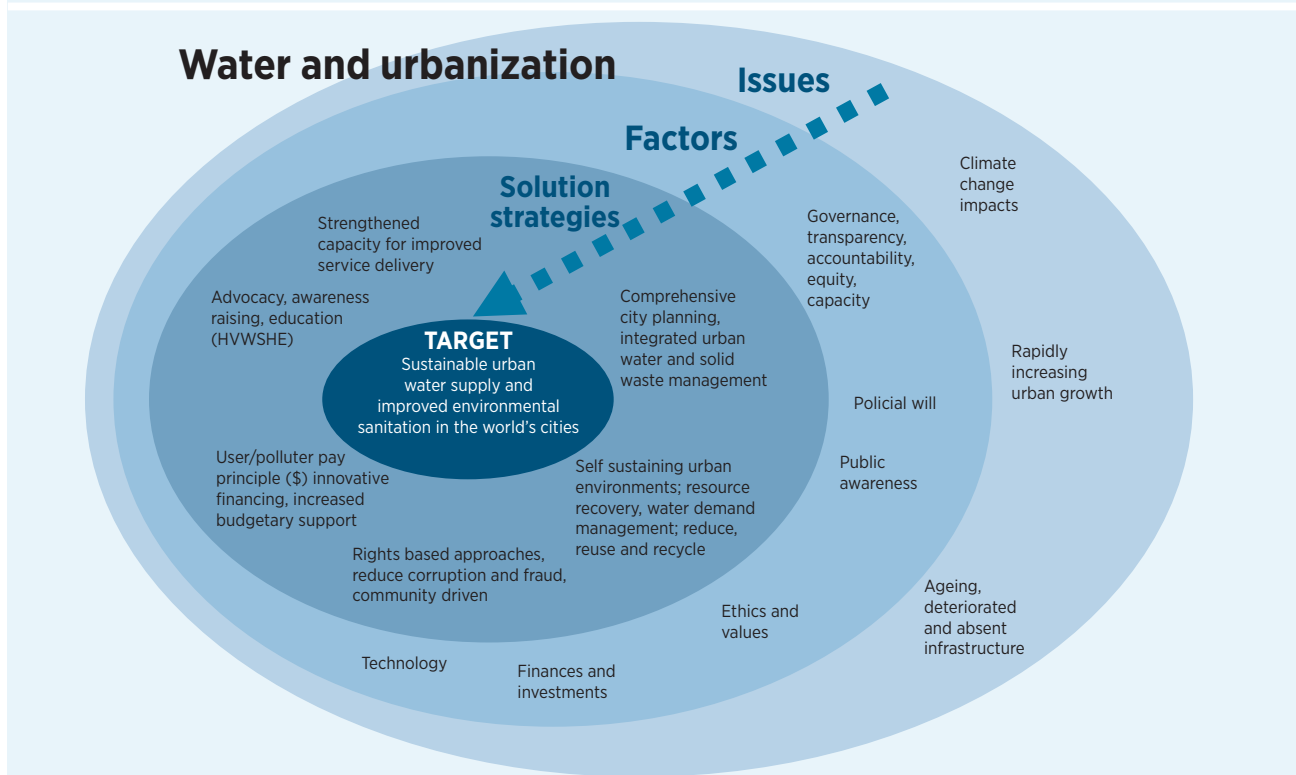 Water and urbanization
Issues
Factors
Solution
strategies
Climate
change
impacts
Governance,
transparency,
accountability,
equity,
capacity
Strengthened
capacity for improved
service delivery
Advocacy, awareness
raising, education
(HVWSHE)
Comprehensive
city planning,
integrated urban
water and solid
waste management
TARGET
Sustainable urban
water supply and
improved environmental
sanitation in the world’s cities
Rapidly
increasing
urban growth
Policial will
Public
awareness
User/polluter pay
principle ($) innovative
financing, increased
budgetary support
Self sustaining urban
environments; resource
recovery, water demand
management; reduce,
reuse and recycle
Rights based approaches,
reduce corruption and fraud,
community driven
Ageing,
deteriorated
and absent
infrastructure
Ethics and
values
Technology
Finances and
investments